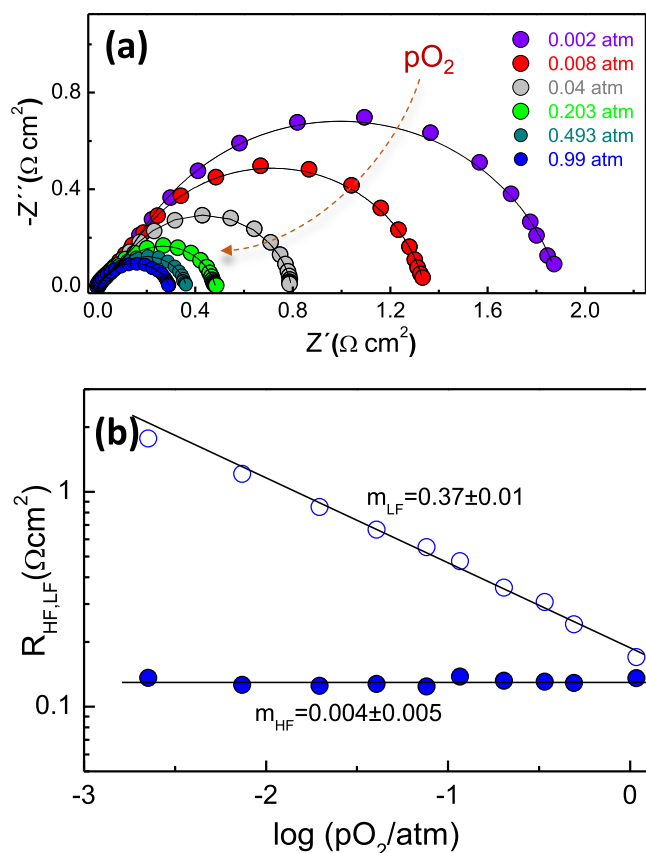 (a)
pO2
0.002 atm
0.008 atm
0.04 atm
0.203 atm
0.493 atm
0.99 atm
-Z´´(Ω cm2)
0.8
0.4
0.0
0.0 0.4 0.8 1.2 1.6 2.0
Z´(Ω cm2)
(b)
mLF=0.37±0.01
mHF=0.004±0.005
RHF,LF(Ωcm2)
1
0.1
-3 -2 -1 0
log (pO2/atm)